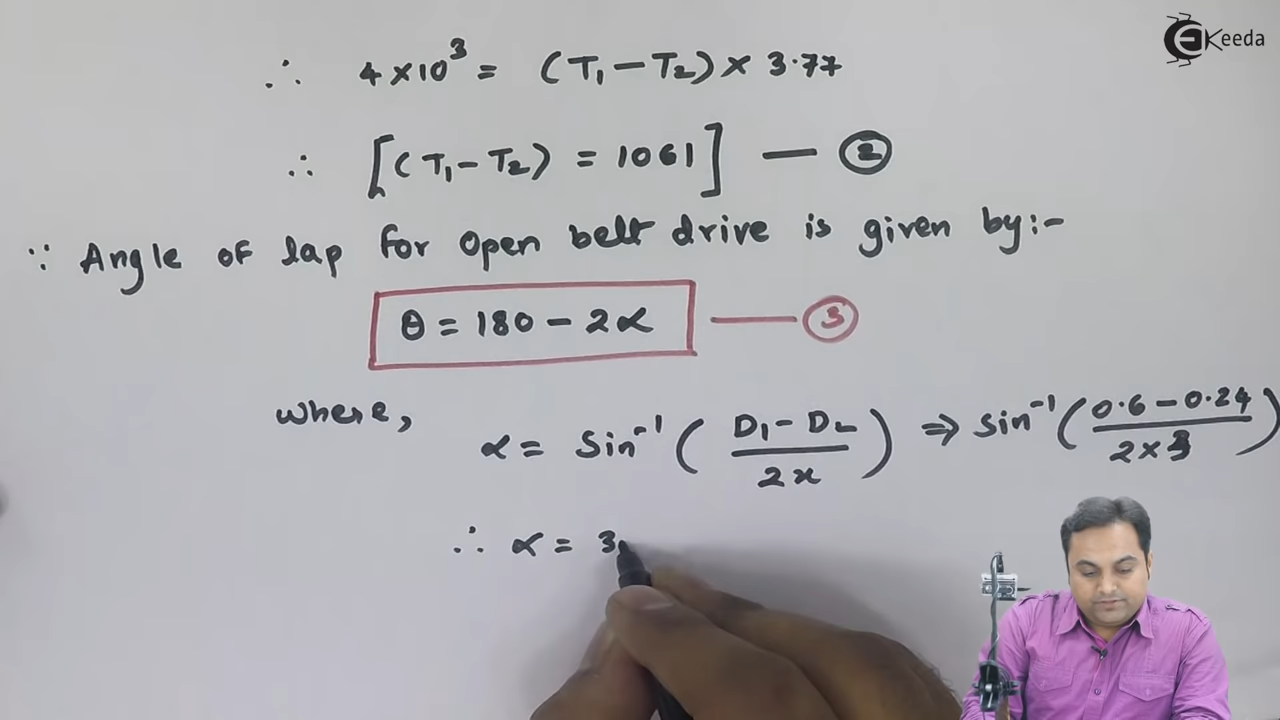 EKeeda
∴ 4×10³ = (T₁−T₂)×3.77
∴ [(T₁−T₂) = 1061] — ②
∵ Angle of lap for open belt drive is given by:-
θ = 180 − 2α — ③
where,
α = Sin⁻¹(D₁−D₂/2x) ⇒ sin⁻¹(0.6−0.24/2×3)
∴ α = 3.